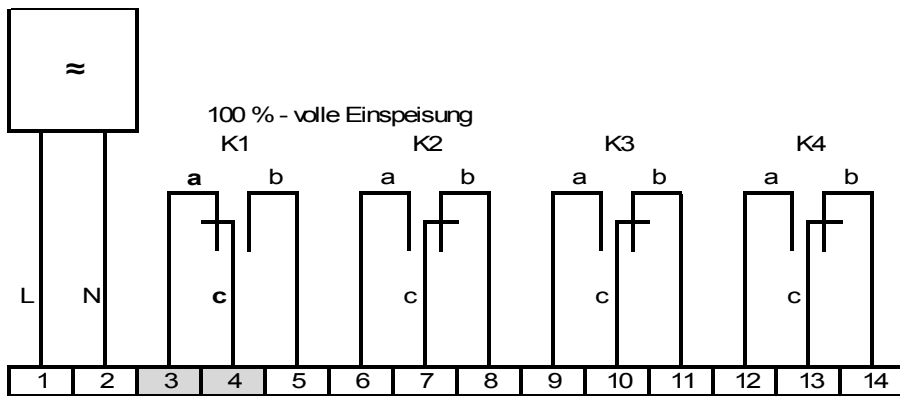 ≈
100 % - volle Einspeisung
K1 K2 K3 K4
a b a b a b a b
L N c c c c
1 2 3 4 5 6 7 8 9 10 11 12 13 14